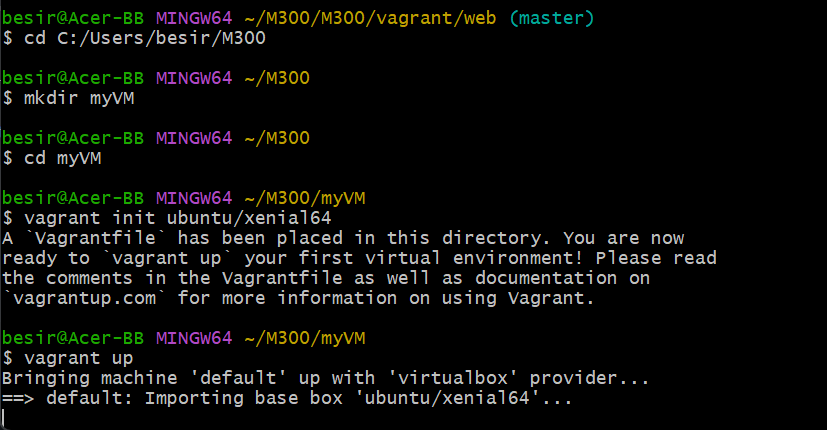 besir@Acer-BB MINGW64 ~/M300/M300/vagrant/web (master)
$ cd C:/Users/besir/M300
besir@Acer-BB MINGW64 ~/M300
$ mkdir myVM
besir@Acer-BB MINGW64 ~/M300
$ cd myVM
besir@Acer-BB MINGW64 ~/M300/myVM
$ vagrant init ubuntu/xenial64
A `Vagrantfile` has been placed in this directory. You are now
ready to `vagrant up` your first virtual environment! Please read
the comments in the Vagrantfile as well as documentation on
`vagrantup.com` for more information on using Vagrant.
besir@Acer-BB MINGW64 ~/M300/myVM
$ vagrant up
Bringing machine 'default' up with 'virtualbox' provider...
==> default: Importing base box 'ubuntu/xenial64'...